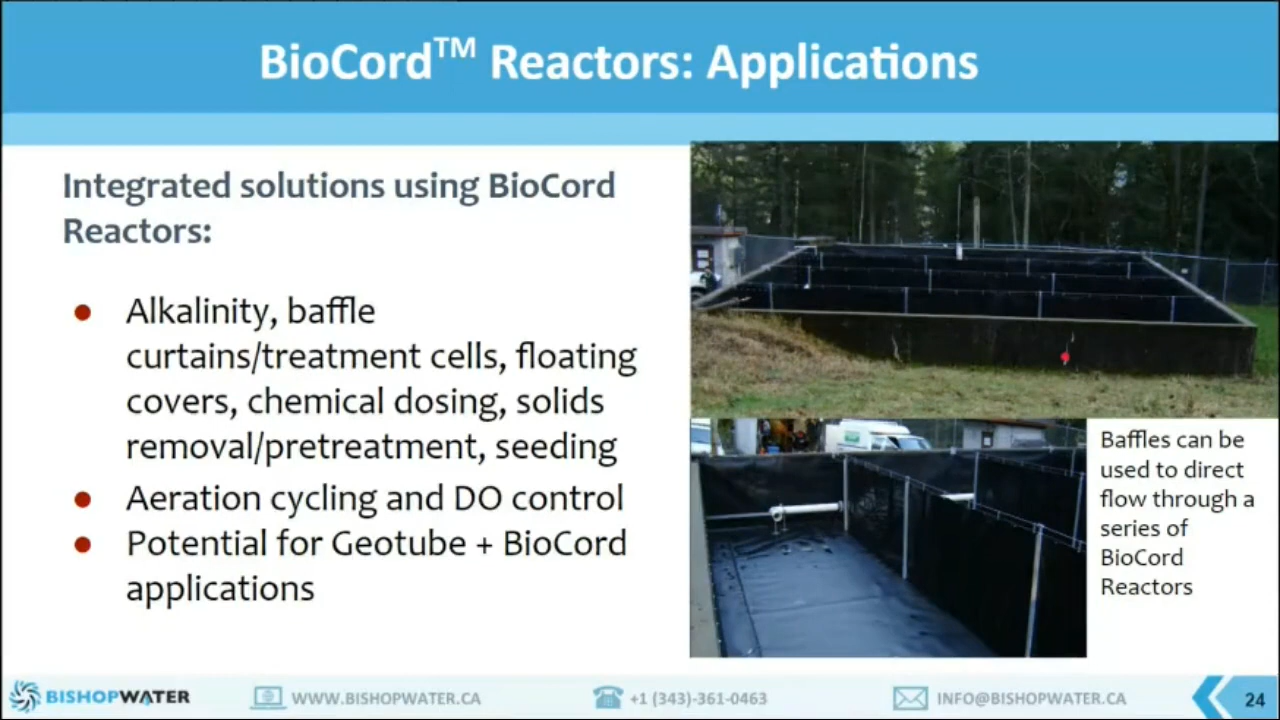 BioCord™ Reactors: Applications
Integrated solutions using BioCord
Reactors:
● Alkalinity, baffle
curtains/treatment cells, floating
covers, chemical dosing, solids
removal/pretreatment, seeding
● Aeration cycling and DO control
● Potential for Geotube + BioCord
applications
Baffles can be
used to direct
flow through a
series of
BioCord
Reactors
BISHOPWATER
WWW.BISHOPWATER.CA
+1 (343)-361-0463
INFO@BISHOPWATER.CA
24